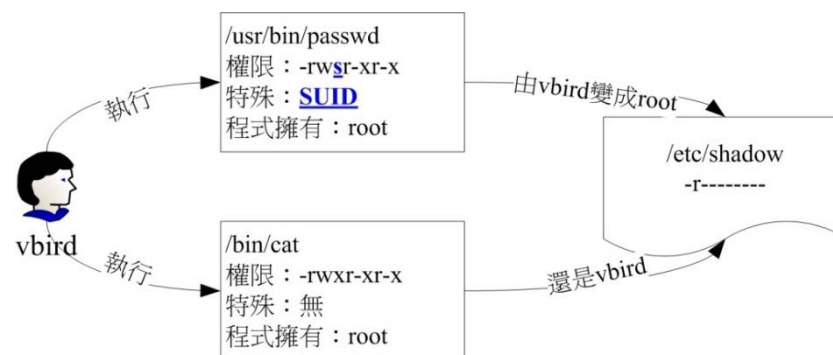 /usr/bin/passwd
權限：-rwsr-xr-x
特殊：SUID
程式擁有：root
執行
由vbird變成root
/etc/shadow
-r--------
vbird
執行
/bin/cat
權限：-rwxr-xr-x
特殊：無
程式擁有：root
還是vbird